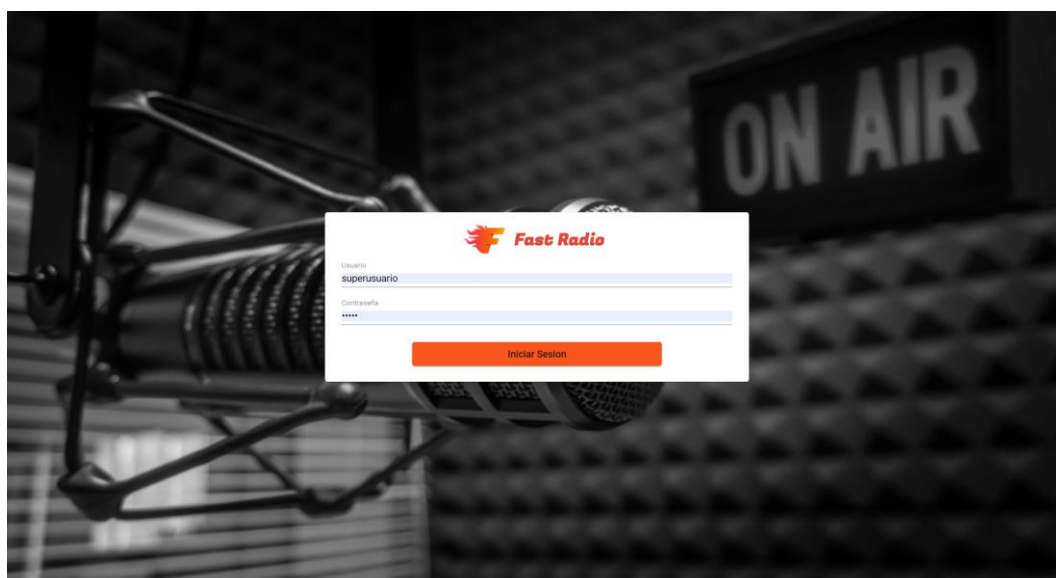 ON AIR
Fast Radio
Usuario
superusuario
Contraseña
•••••
Iniciar Sesion